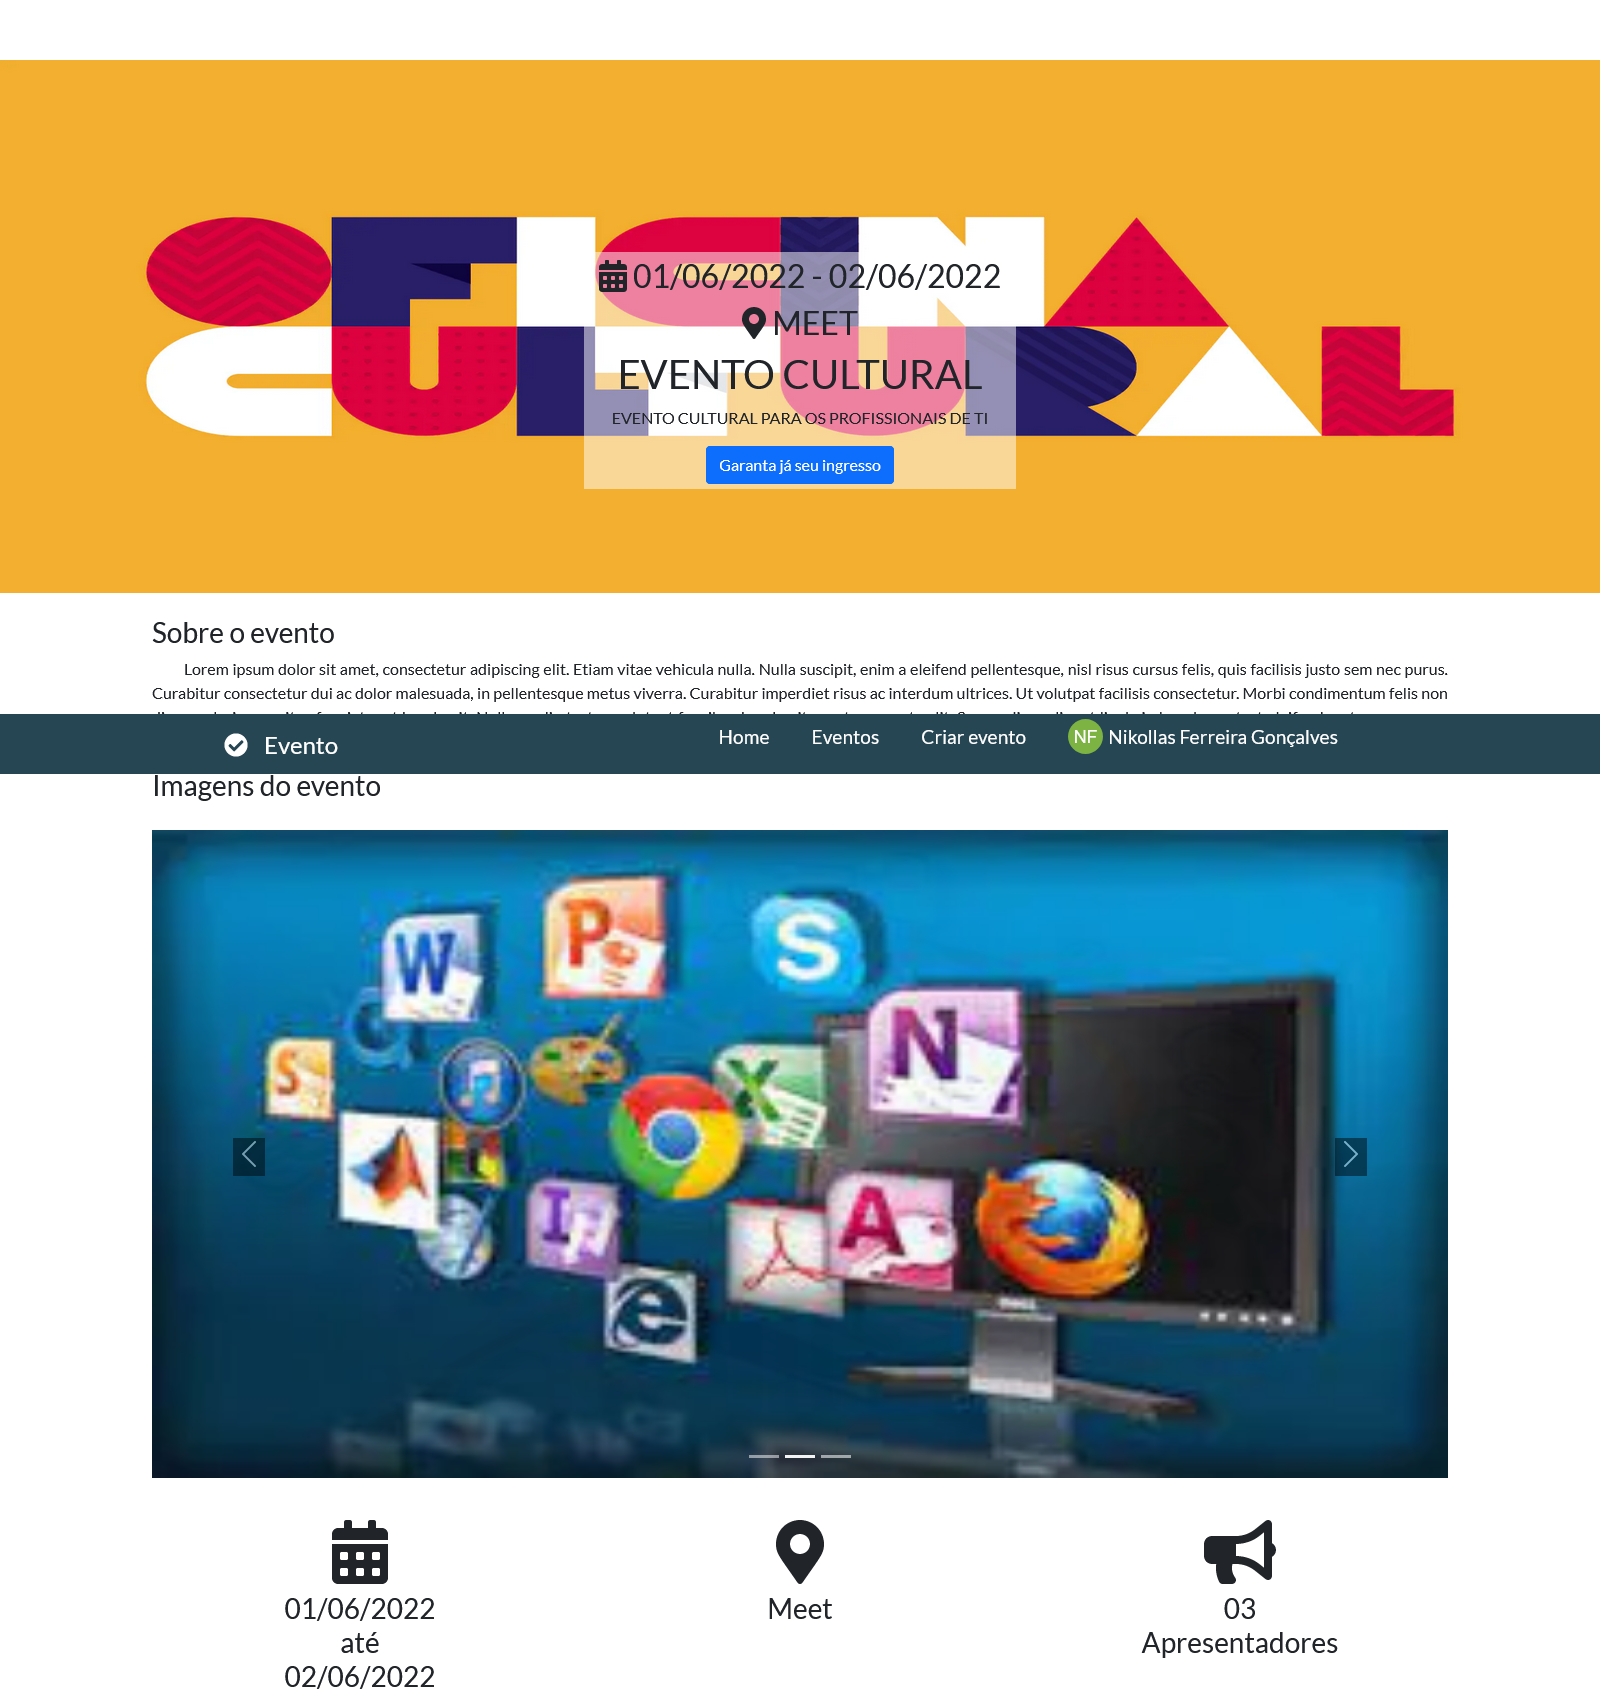 OFICINA
CULTURAL
01/06/2022 - 02/06/2022
MEET
EVENTO CULTURAL
EVENTO CULTURAL PARA OS PROFISSIONAIS DE TI
Garanta já seu ingresso
Sobre o evento
Lorem ipsum dolor sit amet, consectetur adipiscing elit. Etiam vitae vehicula nulla. Nulla suscipit, enim a eleifend pellentesque, nisl risus cursus felis, quis facilisis justo sem nec purus.
Curabitur consectetur dui ac dolor malesuada, in pellentesque metus viverra. Curabitur imperdiet risus ac interdum ultrices. Ut volutpat facilisis consectetur. Morbi condimentum felis non
Evento
Home
Eventos
Criar evento
NF Nikollas Ferreira Gonçalves
Imagens do evento
W
P
S
N
S
X
I
A
e
DELL
01/06/2022
até
02/06/2022
Meet
03
Apresentadores